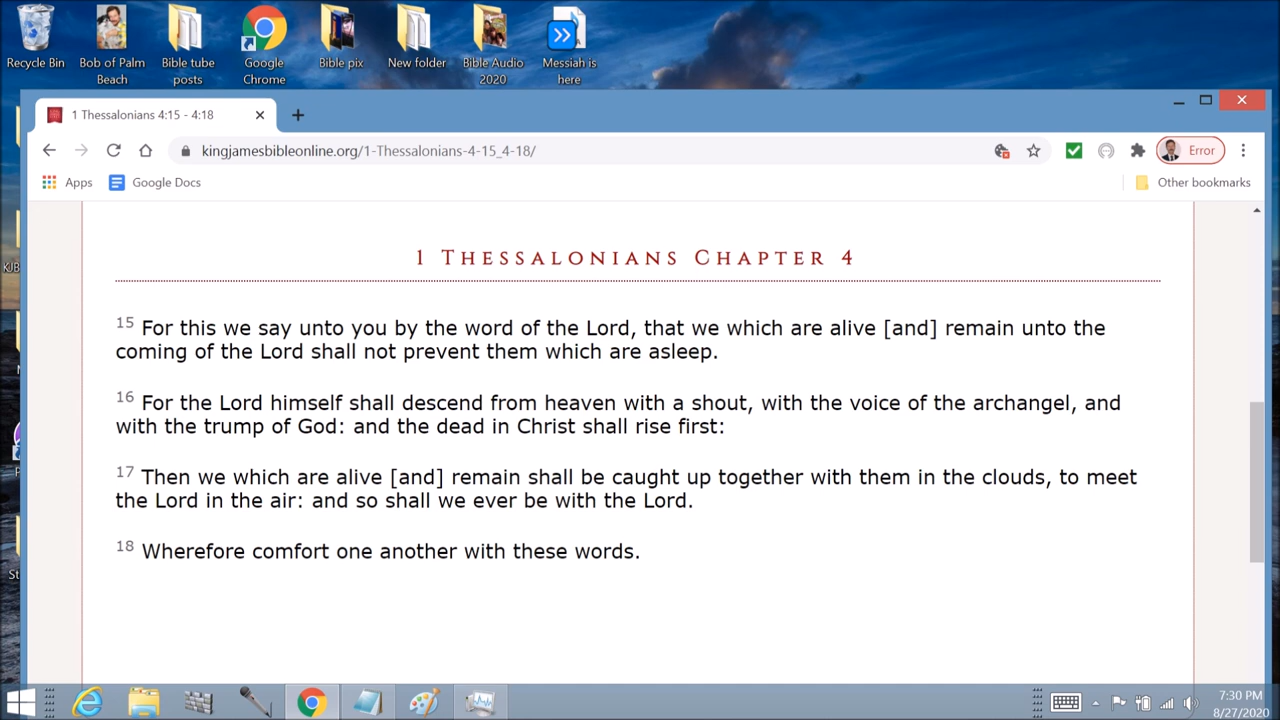 Recycle Bin
Bob of Palm
Beach
Bible tube
posts
Google
Chrome
Bible pix
New folder
Bible Audio
2020
Messiah is
here
1 Thessalonians 4:15 - 4:18
kingjamesbibleonline.org/1-Thessalonians-4-15_4-18/
Error
Apps
Google Docs
Other bookmarks
1 THESSALONIANS CHAPTER 4
15 For this we say unto you by the word of the Lord, that we which are alive [and] remain unto the
coming of the Lord shall not prevent them which are asleep.
16 For the Lord himself shall descend from heaven with a shout, with the voice of the archangel, and
with the trump of God: and the dead in Christ shall rise first:
17 Then we which are alive [and] remain shall be caught up together with them in the clouds, to meet
the Lord in the air: and so shall we ever be with the Lord.
18 Wherefore comfort one another with these words.
KJB
St
7:30 PM
8/27/2020